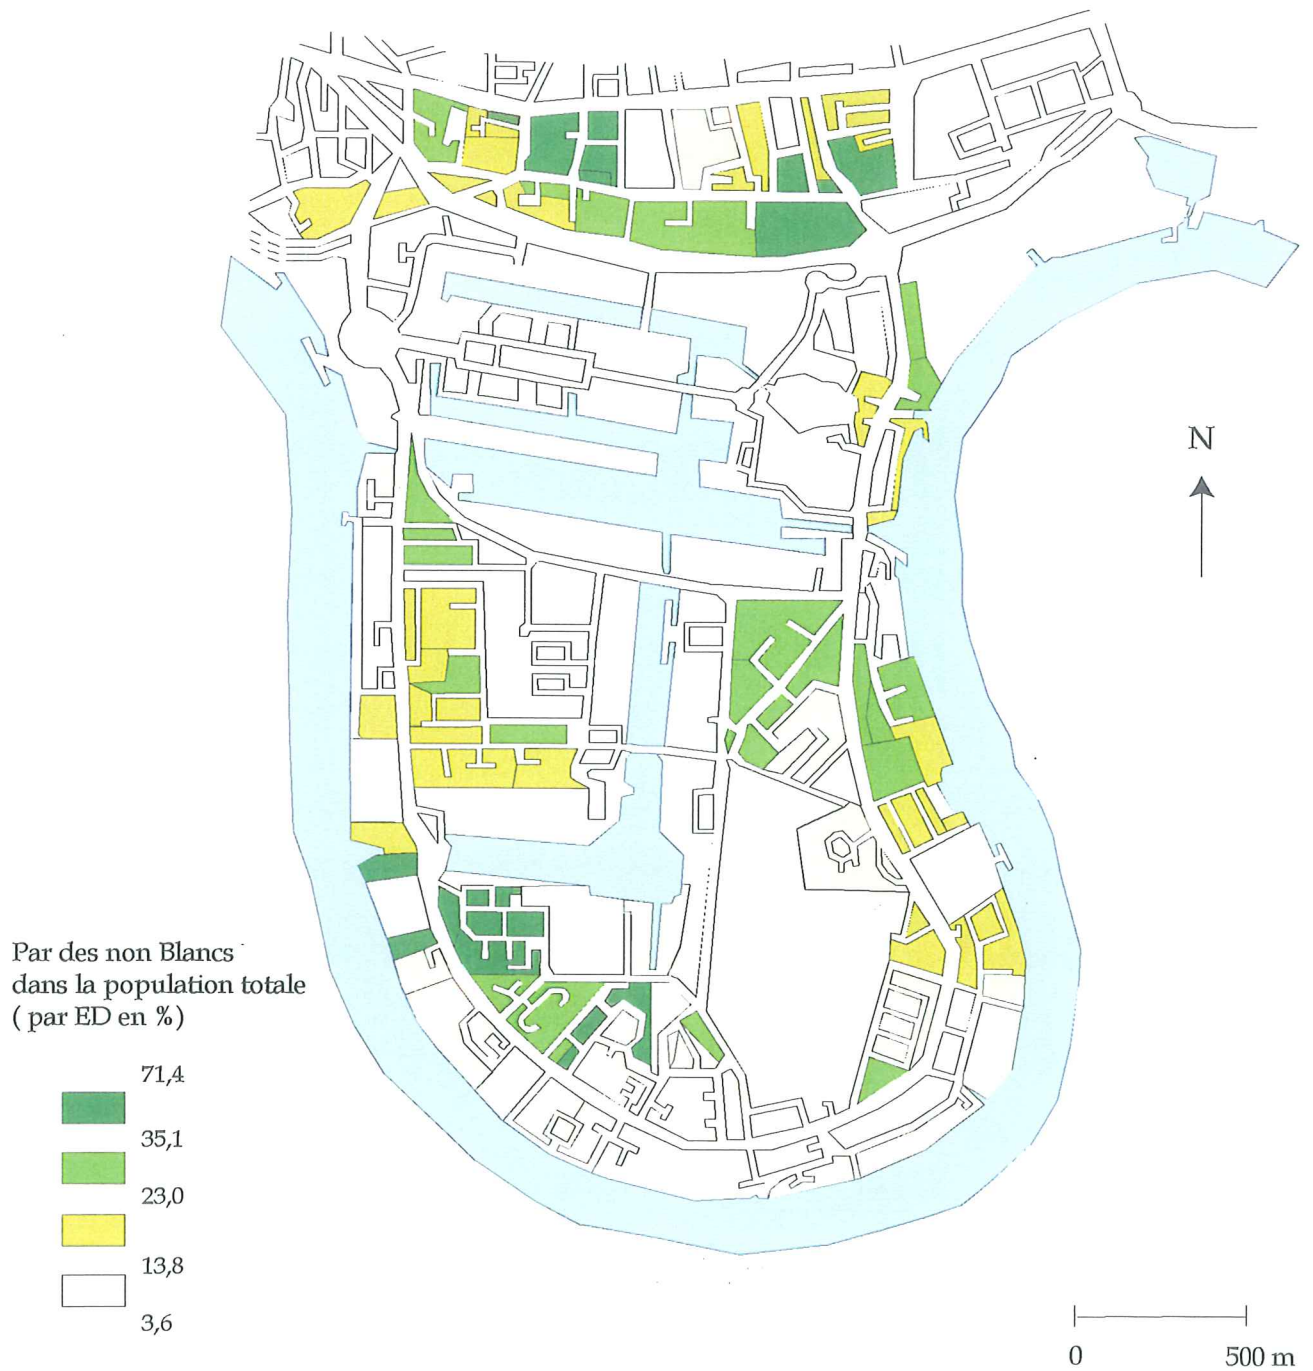 N
Par des non Blancs
dans la population totale
( par ED en %)
71,4
35,1
23,0
13,8
3,6
0 500 m